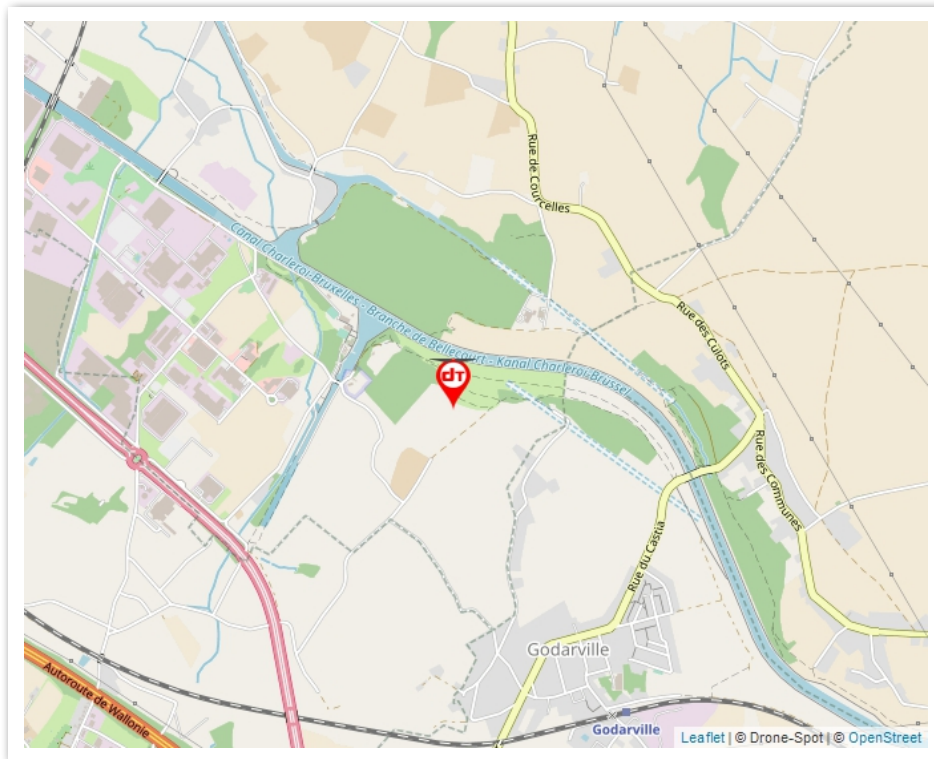 Rue de Courcelles
Canal Charleroi-Bruxelles - Branche de Bellecourt - Kanal Charleroi-Brussel
Rue des Culots
dT
Rue des Communes
Rue du Castia
Godarville
Autoroute de Wallonie
Godarville
Leaflet | © Drone-Spot | © OpenStreet